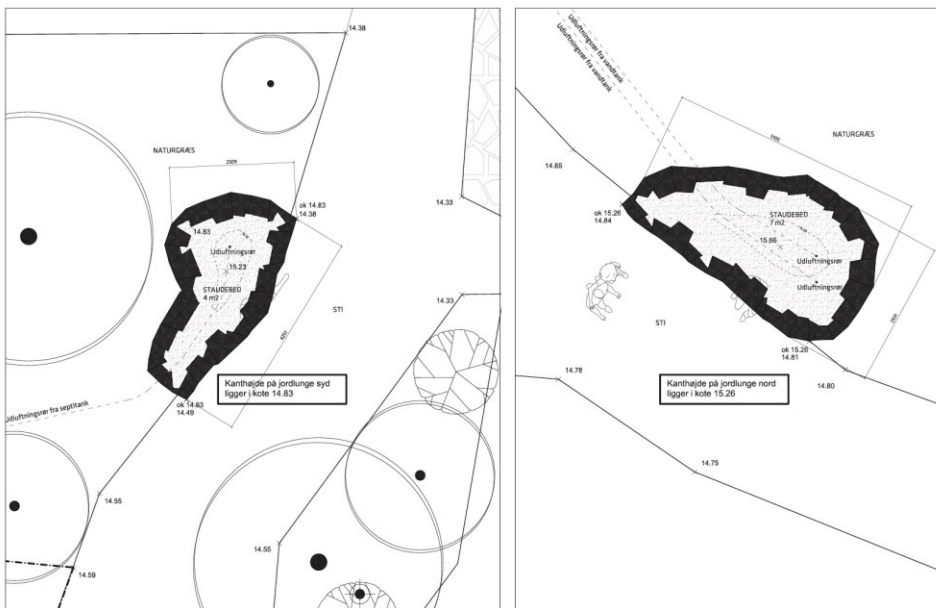 14.38
NATURGRÆS
ok 14.83
14.38
14.83
Udluftningsrør
15.23
STAUDEBED
4 m2
14.33
14.33
STI
Kanthøjde på jordlunge syd
ligger i kote 14.83
ok 14.83
14.49
Udluftningsrør fra septitank
14.55
14.55
14.59
Udluftningsrør fra vandtank
Udluftningsrør fra vandtank
NATURGRÆS
14.85
ok 15.26
14.84
STAUDEBED
7 m2
15.66
Udluftningsrør
Udluftningsrør
STI
ok 15.26
14.81
14.78
Kanthøjde på jordlunge nord
ligger i kote 15.26
14.80
14.75